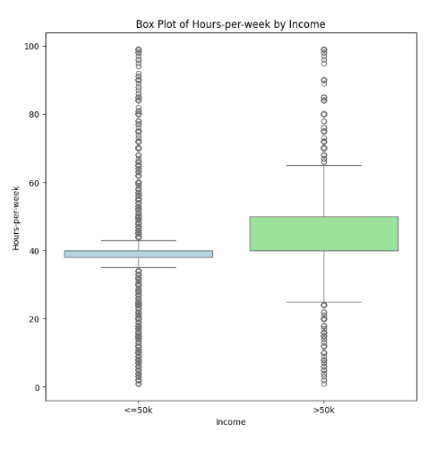 Box Plot of Hours-per-week by Income
100
80
60
40
20
0
Hours-per-week
<=50k
>50k
Income